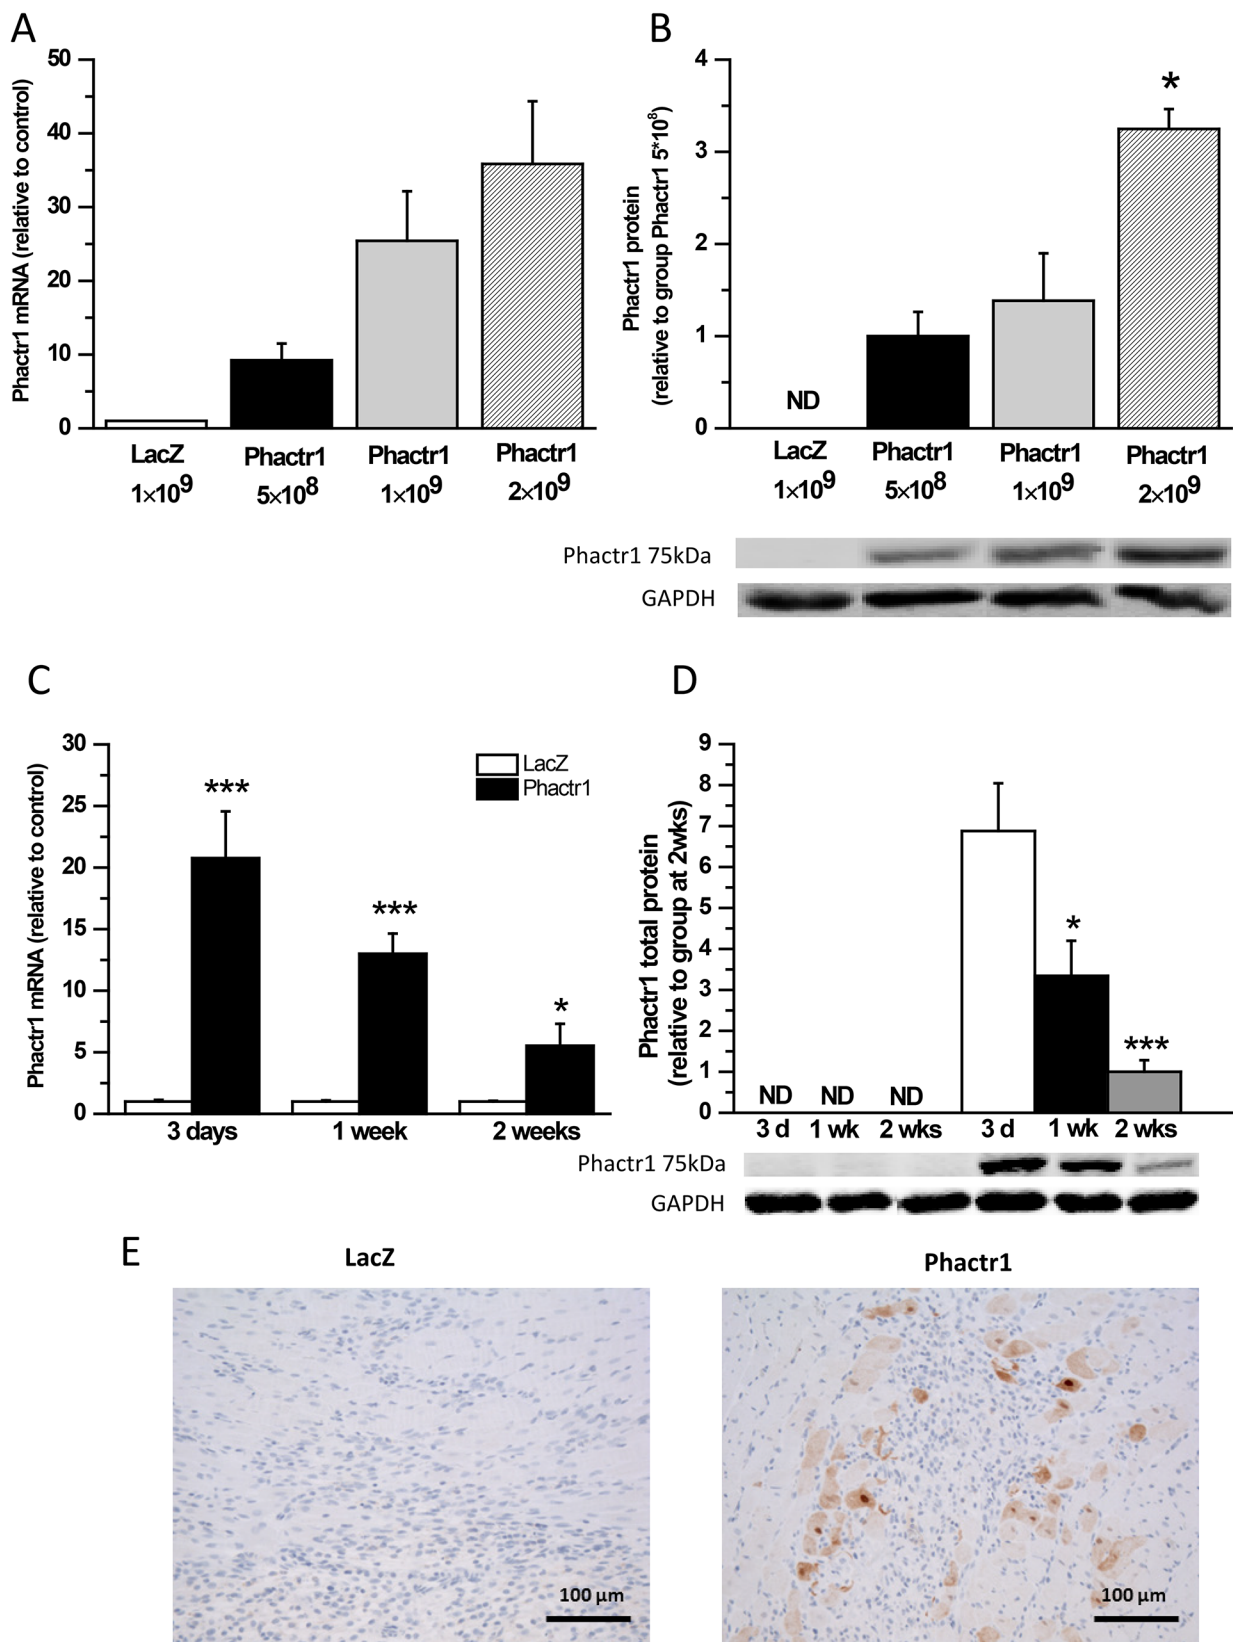 A
Phactr1 mRNA (relative to control)
50
40
30
20
10
0
LacZ
1×10⁹
Phactr1
5×10⁸
Phactr1
1×10⁹
Phactr1
2×10⁹
B
Phactr1 protein
(relative to group Phactr1 5*10⁸)
4
3
2
1
0
ND
*
LacZ
1×10⁹
Phactr1
5×10⁸
Phactr1
1×10⁹
Phactr1
2×10⁹
Phactr1 75kDa
GAPDH
C
Phactr1 mRNA (relative to control)
30
25
20
15
10
5
0
***
***
*
LacZ
Phactr1
3 days
1 week
2 weeks
D
Phactr1 total protein
(relative to group at 2wks)
9
8
7
6
5
4
3
2
1
0
ND
ND
ND
*
***
3 d
1 wk
2 wks
3 d
1 wk
2 wks
Phactr1 75kDa
GAPDH
E
LacZ
Phactr1
100 µm
100 µm